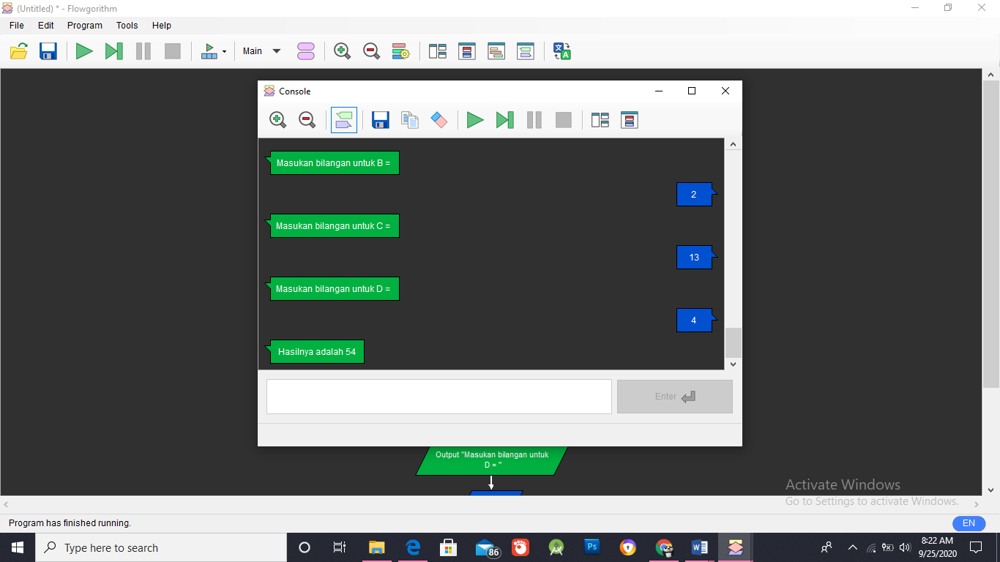 (Untitled) * - Flowgorithm
File Edit Program Tools Help
Main
Console
Masukan bilangan untuk B =
2
Masukan bilangan untuk C =
13
Masukan bilangan untuk D =
4
Hasilnya adalah 54
Enter
Output "Masukan bilangan untuk
D = "
Activate Windows
Go to Settings to activate Windows.
Program has finished running.
EN
Type here to search
86
Ps
8:22 AM
9/25/2020